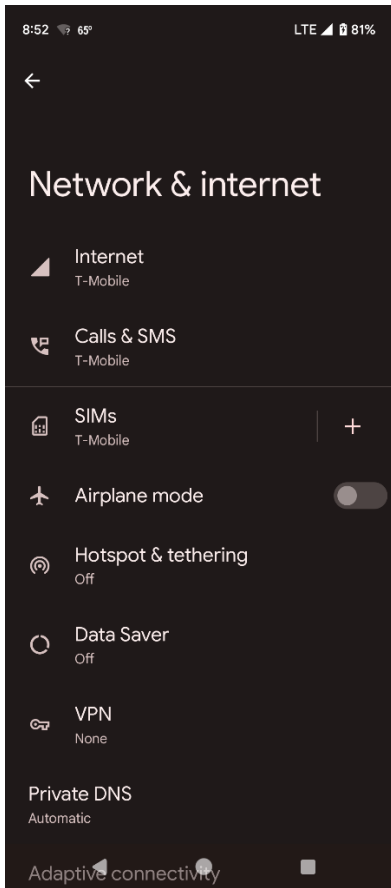 8:52 65° LTE 81%
Network & internet
Internet
T-Mobile
Calls & SMS
T-Mobile
SIMs
T-Mobile
Airplane mode
Hotspot & tethering
Off
Data Saver
Off
VPN
None
Private DNS
Automatic
Adaptive connectivity